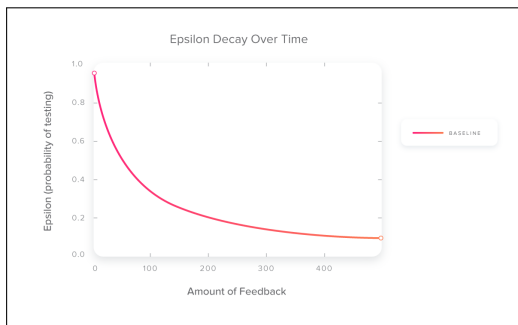 Epsilon Decay Over Time
Epsilon (probability of testing)
1.0
0.8
0.6
0.4
0.2
0.0
0 100 200 300 400
Amount of Feedback
BASELINE